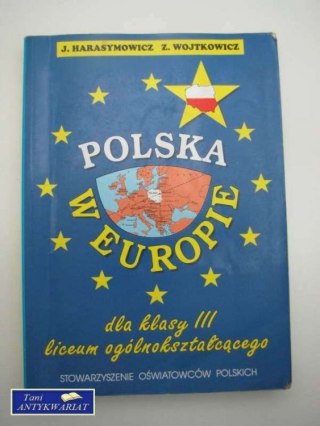 J. HARASYMOWICZ Z. WOJTKOWICZ
POLSKA
W EUROPIE
dla klasy III
liceum ogólnokształcącego
STOWARZYSZENIE OŚWIATOWCÓW POLSKICH
Tani
ANTYKWARIAT